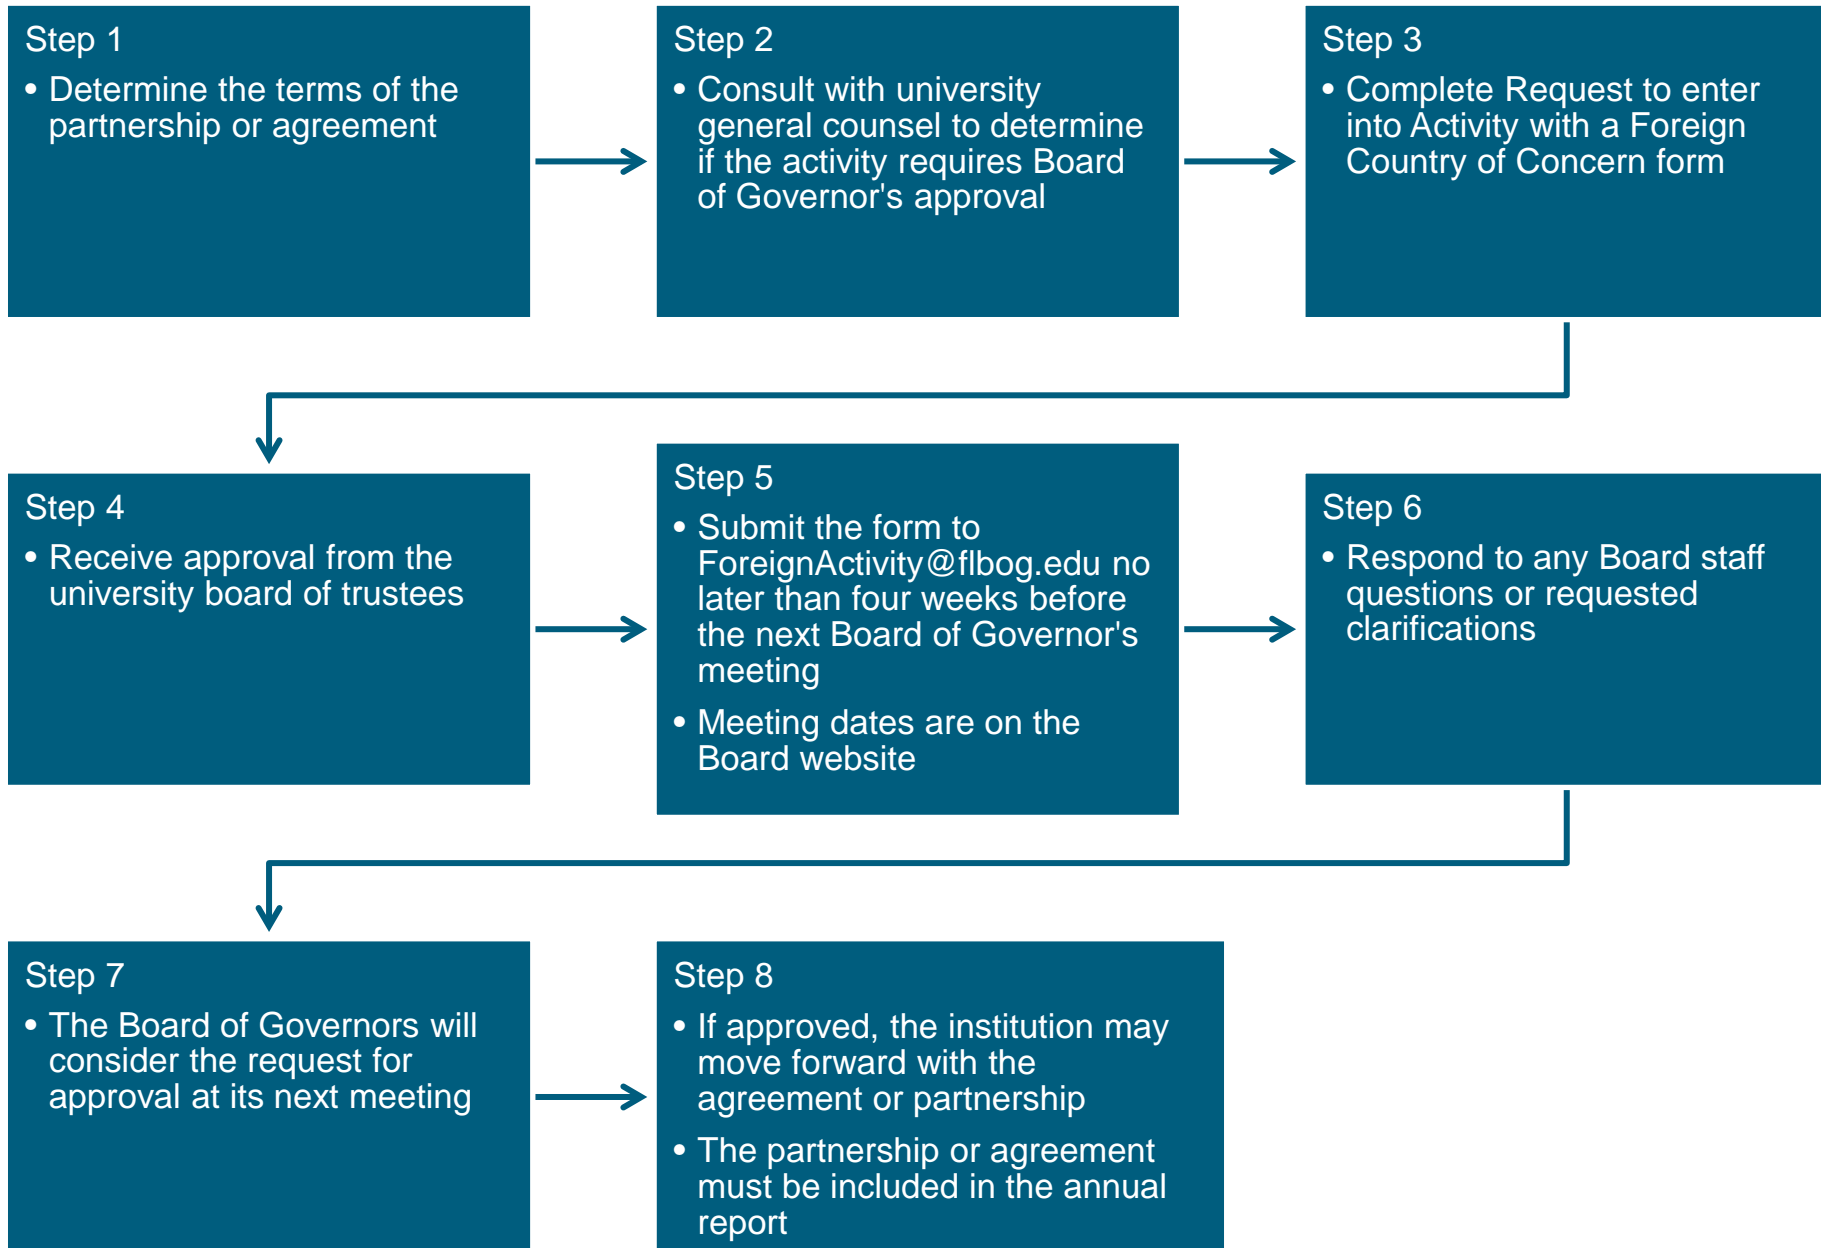 Step 1
• Determine the terms of the
partnership or agreement
Step 2
• Consult with university
general counsel to determine
if the activity requires Board
of Governor's approval
Step 3
• Complete Request to enter
into Activity with a Foreign
Country of Concern form
Step 4
• Receive approval from the
university board of trustees
Step 5
• Submit the form to
ForeignActivity@flbog.edu no
later than four weeks before
the next Board of Governor's
meeting
• Meeting dates are on the
Board website
Step 6
• Respond to any Board staff
questions or requested
clarifications
Step 7
• The Board of Governors will
consider the request for
approval at its next meeting
Step 8
• If approved, the institution may
move forward with the
agreement or partnership
• The partnership or agreement
must be included in the annual
report